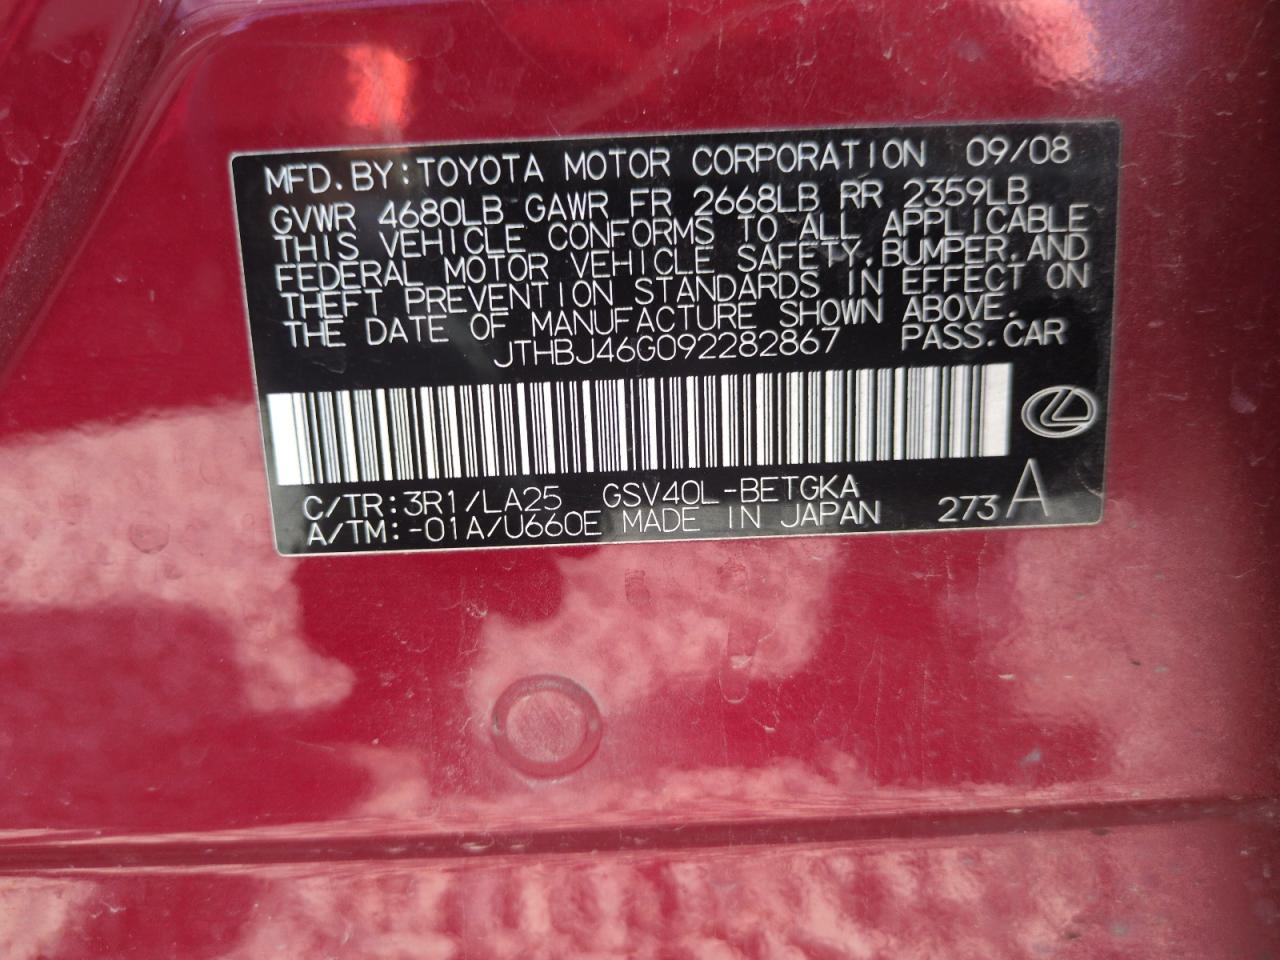 MFD. BY: TOYOTA MOTOR CORPORATION 09/08
GVWR 4680LB GAWR FR 2668LB RR 2359LB
THIS VEHICLE CONFORMS TO ALL APPLICABLE
FEDERAL MOTOR VEHICLE SAFETY, BUMPER, AND
THEFT PREVENTION STANDARDS IN EFFECT ON
THE DATE OF MANUFACTURE SHOWN ABOVE.
JTHBJ46G092282867 PASS. CAR
C/TR: 3R1/LA25 GSV40L-BETGKA
A/TM: -01A/U660E MADE IN JAPAN 273 A